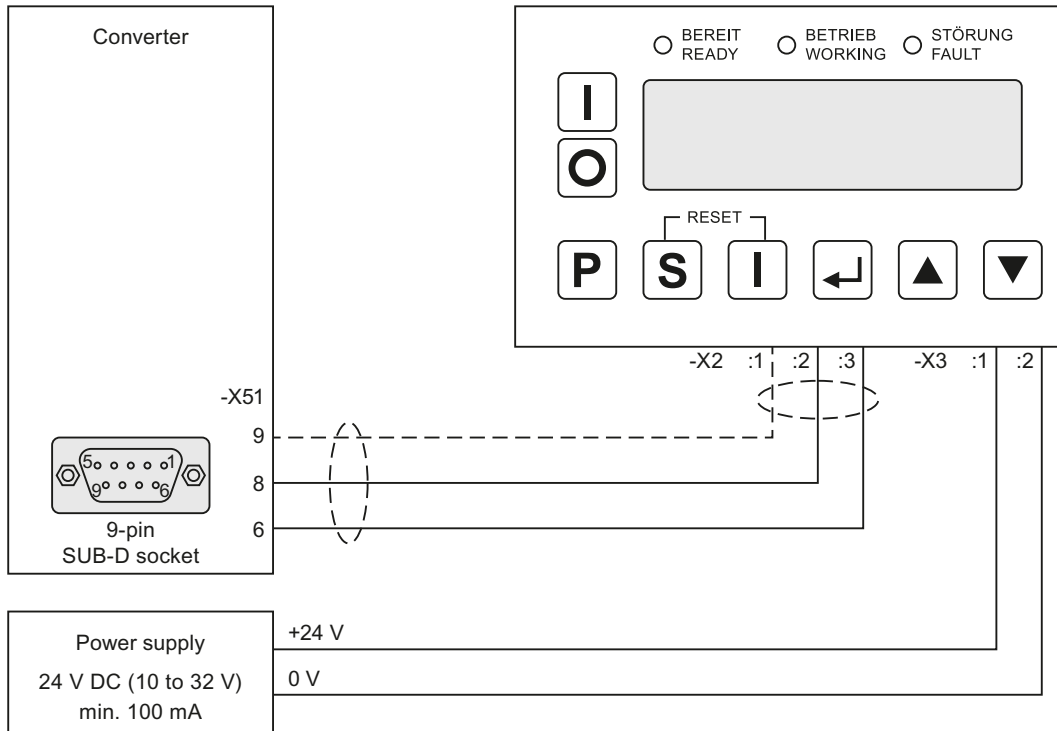 Converter
BEREIT
READY
BETRIEB
WORKING
STÖRUNG
FAULT
I
O
RESET
P
S
I
-X2 :1 :2 :3
-X3 :1 :2
-X51
9
8
6
5 1
9 6
9-pin
SUB-D socket
Power supply
24 V DC (10 to 32 V)
min. 100 mA
+24 V
0 V